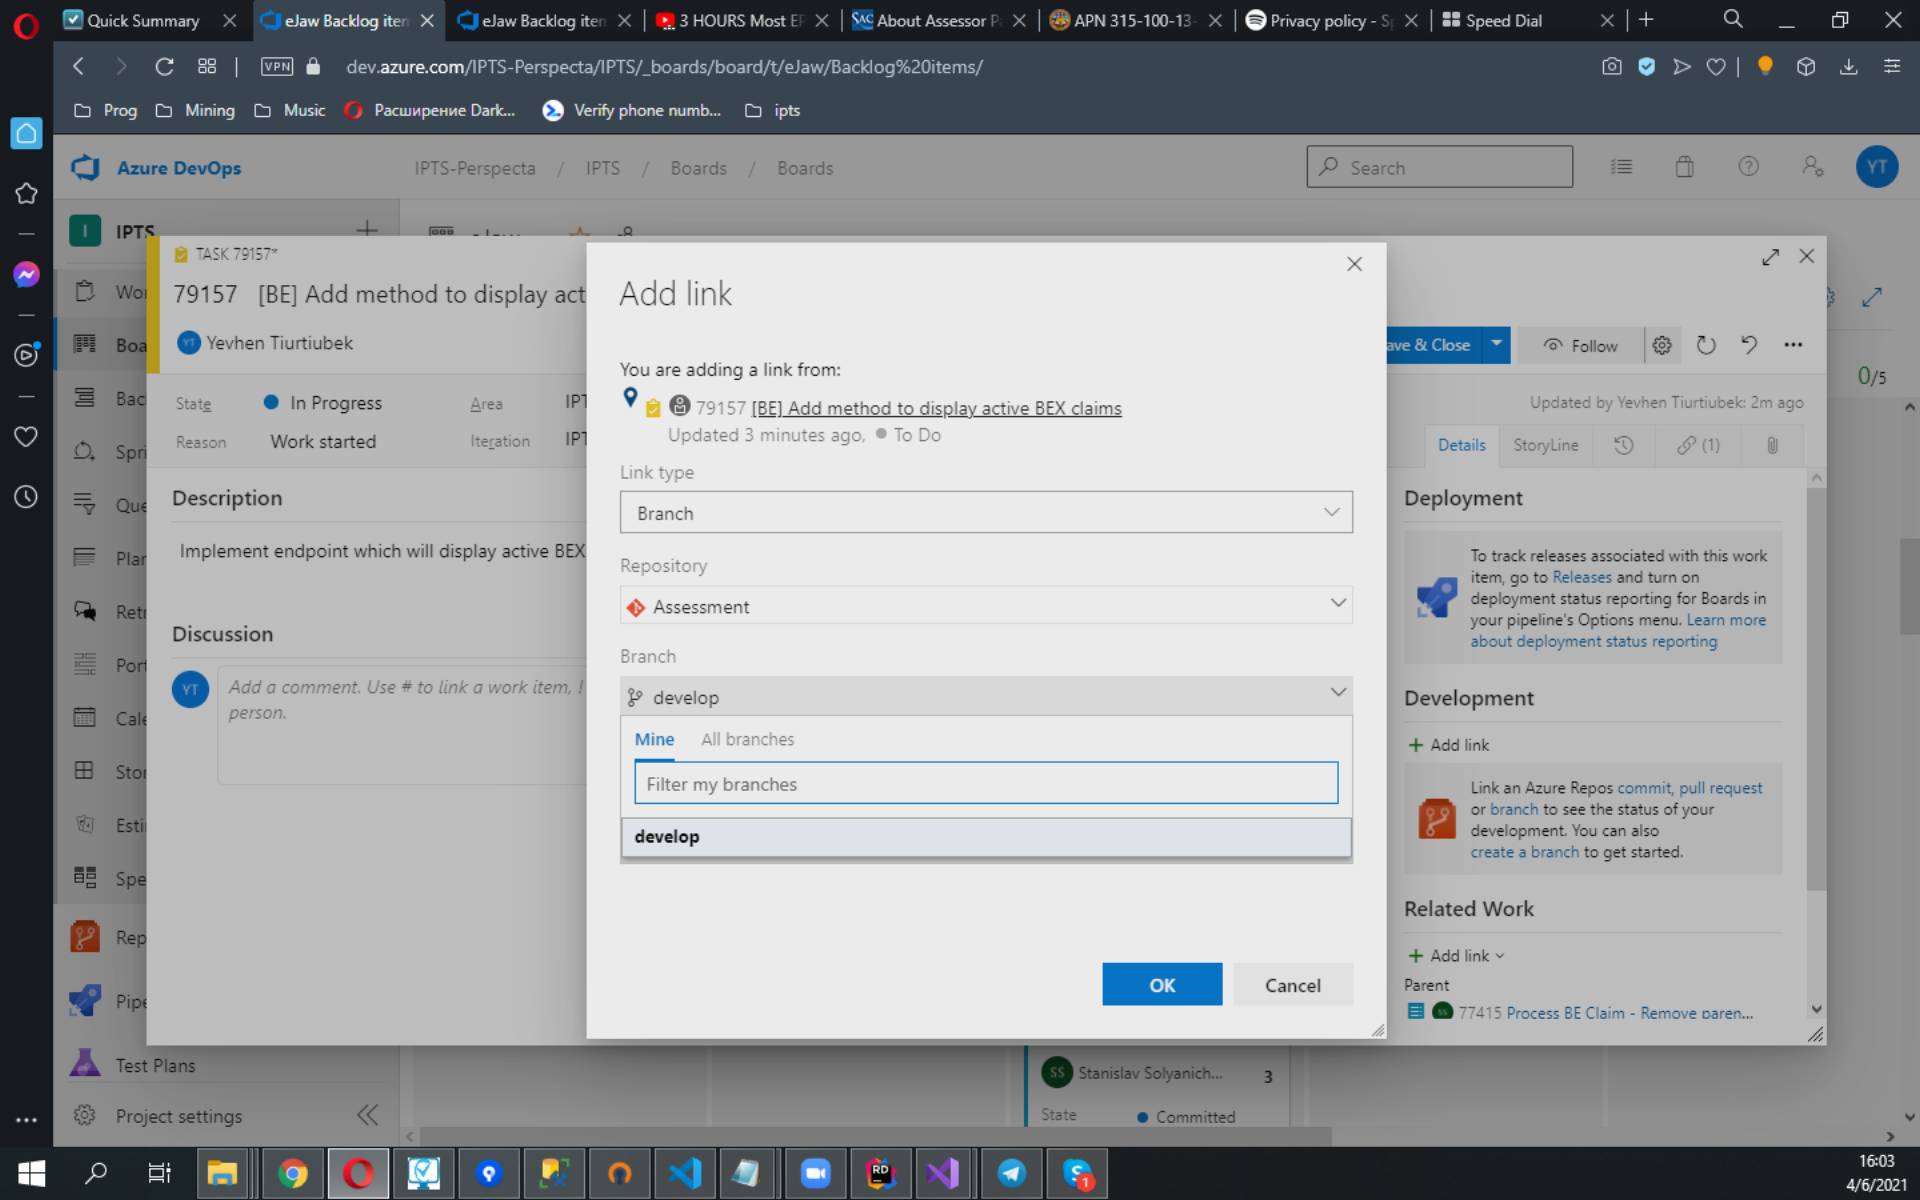 Quick Summary
eJaw Backlog iten
eJaw Backlog iten
3 HOURS Most EP
SAC About Assessor Pa
APN 315-100-13-
Privacy policy - Sp
Speed Dial
VPN
dev.azure.com/IPTS-Perspecta/IPTS/_boards/board/t/eJaw/Backlog%20items/
Prog
Mining
Music
Расширение Dark...
Verify phone numb...
ipts
Azure DevOps
IPTS-Perspecta / IPTS / Boards / Boards
Search
YT
I IPTS
TASK 79157*
79157 [BE] Add method to display act
YT Yevhen Tiurtiubek
ave & Close
Follow
0/5
State In Progress
Area IPT
Reason Work started
Iteration IPT
Updated by Yevhen Tiurtiubek: 2m ago
Details
StoryLine
(1)
Description
Implement endpoint which will display active BEX
Discussion
YT
Add a comment. Use # to link a work item, !
person.
Wo
Boa
Bac
Spri
Que
Plan
Retr
Port
Cale
Stor
Esti
Spe
Rep
Pipe
Test Plans
Project settings
Add link
You are adding a link from:
79157 [BE] Add method to display active BEX claims
Updated 3 minutes ago, To Do
Link type
Branch
Repository
Assessment
Branch
develop
Mine
All branches
Filter my branches
develop
OK
Cancel
Deployment
To track releases associated with this work
item, go to Releases and turn on
deployment status reporting for Boards in
your pipeline's Options menu. Learn more
about deployment status reporting
Development
Add link
Link an Azure Repos commit, pull request
or branch to see the status of your
development. You can also
create a branch to get started.
Related Work
Add link
Parent
77415 Process BE Claim - Remove paren...
SS Stanislav Solyanich...
3
State Committed
RD
1
16:03
4/6/2021